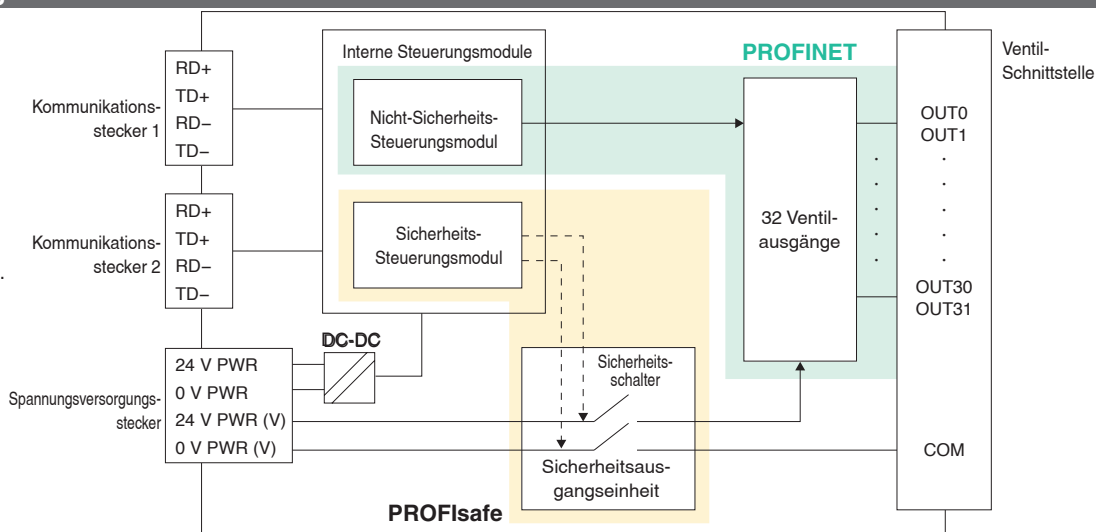 Interne Steuerungsmodule
PROFINET
Ventil-
Schnittstelle
Kommunikations-
stecker 1
RD+
TD+
RD−
TD−
Nicht-Sicherheits-
Steuerungsmodul
OUT0
OUT1
32 Ventil-
ausgänge
Kommunikations-
stecker 2
RD+
TD+
RD−
TD−
Sicherheits-
Steuerungsmodul
OUT30
OUT31
DC-DC
Spannungsversorgungs-
stecker
24 V PWR
0 V PWR
24 V PWR (V)
0 V PWR (V)
Sicherheits-
schalter
COM
Sicherheitsaus-
gangseinheit
PROFIsafe